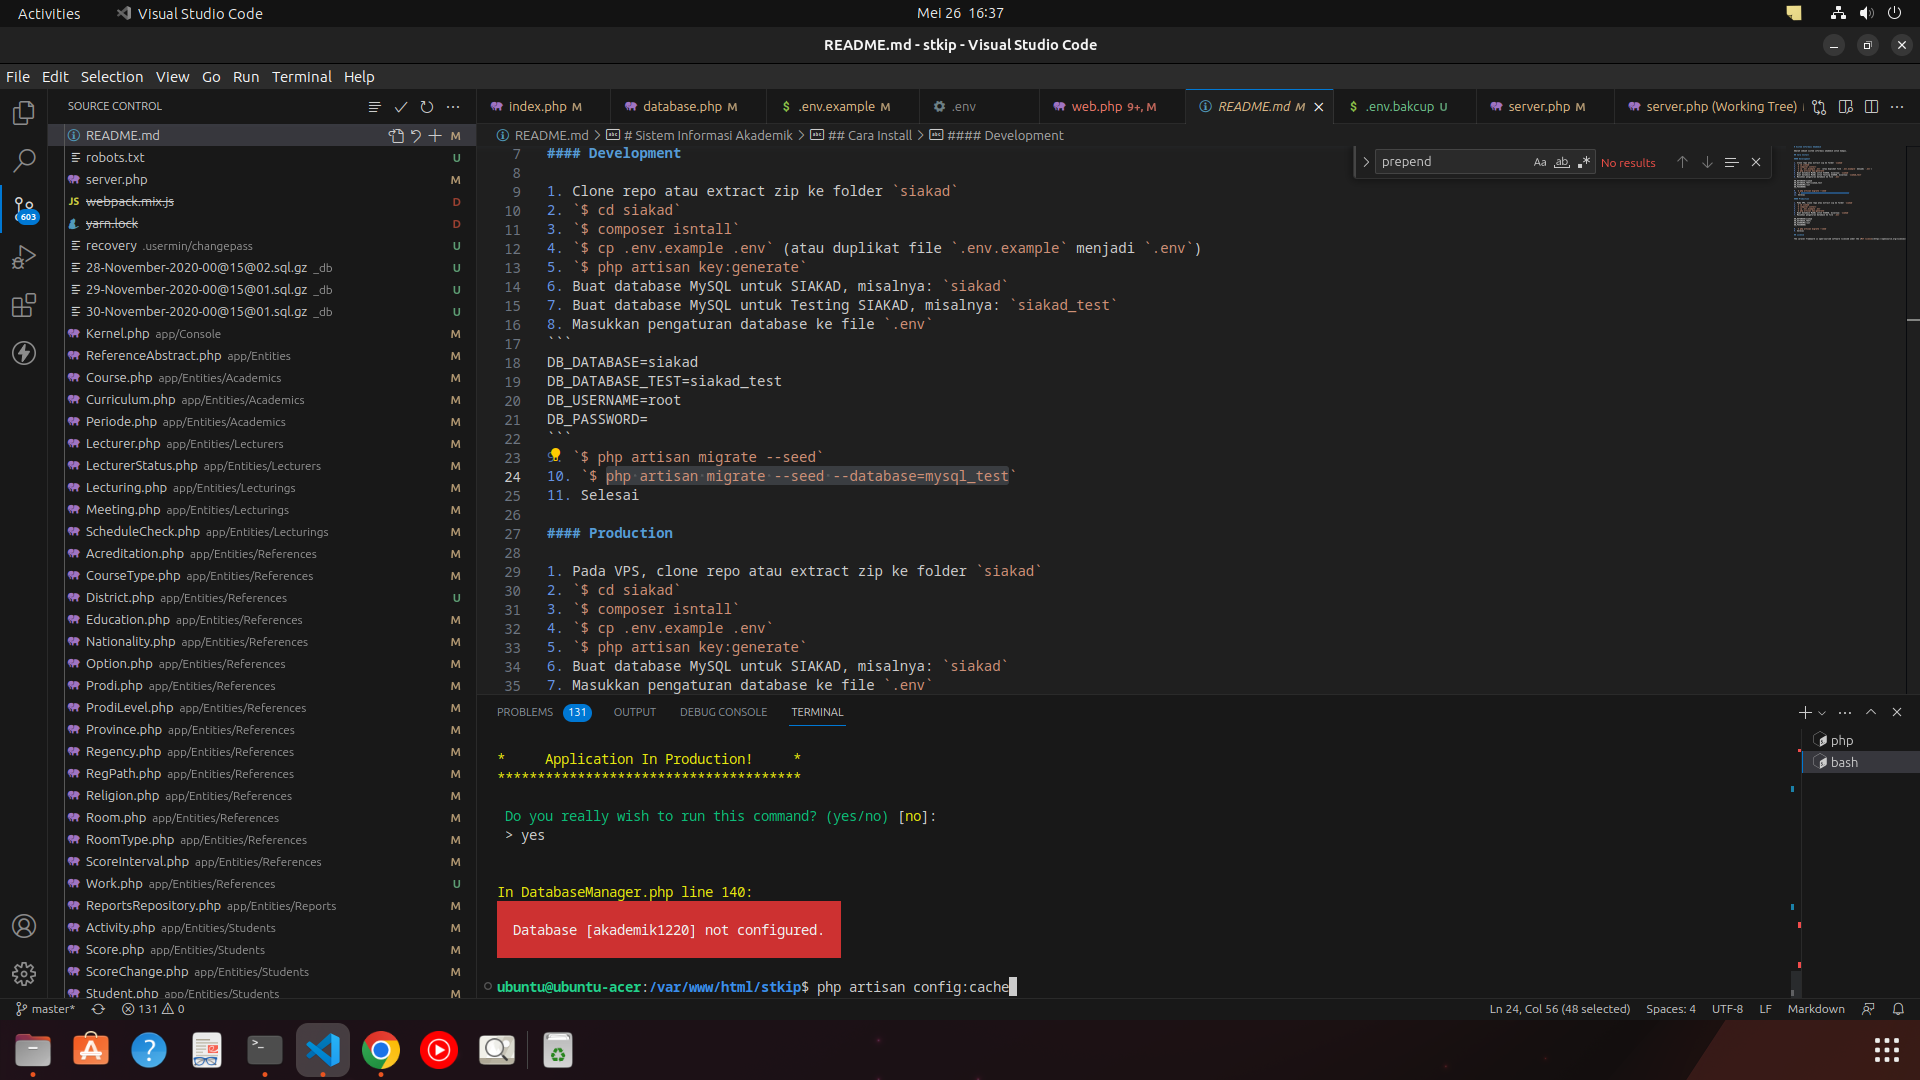 Activities
Visual Studio Code
Mei 26 16:37
README.md - stkip - Visual Studio Code
File Edit Selection View Go Run Terminal Help
SOURCE CONTROL
README.md M
robots.txt U
server.php M
JS webpack.mix.js D
yarn.lock D
recovery .usermin/changepass U
28-November-2020-00@15@02.sql.gz _db U
29-November-2020-00@15@01.sql.gz _db U
30-November-2020-00@15@01.sql.gz _db U
Kernel.php app/Console M
ReferenceAbstract.php app/Entities M
Course.php app/Entities/Academics M
Curriculum.php app/Entities/Academics M
Periode.php app/Entities/Academics M
Lecturer.php app/Entities/Lecturers M
LecturerStatus.php app/Entities/Lecturers M
Lecturing.php app/Entities/Lecturings M
Meeting.php app/Entities/Lecturings M
ScheduleCheck.php app/Entities/Lecturings M
Acreditation.php app/Entities/References M
CourseType.php app/Entities/References M
District.php app/Entities/References U
Education.php app/Entities/References M
Nationality.php app/Entities/References M
Option.php app/Entities/References M
Prodi.php app/Entities/References M
ProdiLevel.php app/Entities/References M
Province.php app/Entities/References M
Regency.php app/Entities/References M
RegPath.php app/Entities/References M
Religion.php app/Entities/References M
Room.php app/Entities/References M
RoomType.php app/Entities/References M
ScoreInterval.php app/Entities/References M
Work.php app/Entities/References U
ReportsRepository.php app/Entities/Reports M
Activity.php app/Entities/Students M
Score.php app/Entities/Students M
ScoreChange.php app/Entities/Students M
Student.php app/Entities/Students M
603
index.php M
database.php M
$ .env.example M
.env
web.php 9+, M
README.md M
$ .env.bakcup U
server.php M
server.php (Working Tree)
README.md > # Sistem Informasi Akademik > ## Cara Install > #### Development
prepend
Aa ab
No results
7 #### Development
8
9 1. Clone repo atau extract zip ke folder `siakad`
10 2. `$ cd siakad`
11 3. `$ composer isntall`
12 4. `$ cp .env.example .env` (atau duplikat file `.env.example` menjadi `.env`)
13 5. `$ php artisan key:generate`
14 6. Buat database MySQL untuk SIAKAD, misalnya: `siakad`
15 7. Buat database MySQL untuk Testing SIAKAD, misalnya: `siakad_test`
16 8. Masukkan pengaturan database ke file `.env`
17 ```
18 DB_DATABASE=siakad
19 DB_DATABASE_TEST=siakad_test
20 DB_USERNAME=root
21 DB_PASSWORD=
22 ```
23 9. `$ php artisan migrate --seed`
24 10. `$ php artisan migrate --seed --database=mysql_test`
25 11. Selesai
26
27 #### Production
28
29 1. Pada VPS, clone repo atau extract zip ke folder `siakad`
30 2. `$ cd siakad`
31 3. `$ composer isntall`
32 4. `$ cp .env.example .env`
33 5. `$ php artisan key:generate`
34 6. Buat database MySQL untuk SIAKAD, misalnya: `siakad`
35 7. Masukkan pengaturan database ke file `.env`
PROBLEMS 131 OUTPUT DEBUG CONSOLE TERMINAL
* Application In Production! *
**************************************
Do you really wish to run this command? (yes/no) [no]:
> yes
In DatabaseManager.php line 140:
Database [akademik1220] not configured.
ubuntu@ubuntu-acer:/var/www/html/stkip$ php artisan config:cache
php
bash
master* 131 0
Ln 24, Col 56 (48 selected) Spaces: 4 UTF-8 LF Markdown